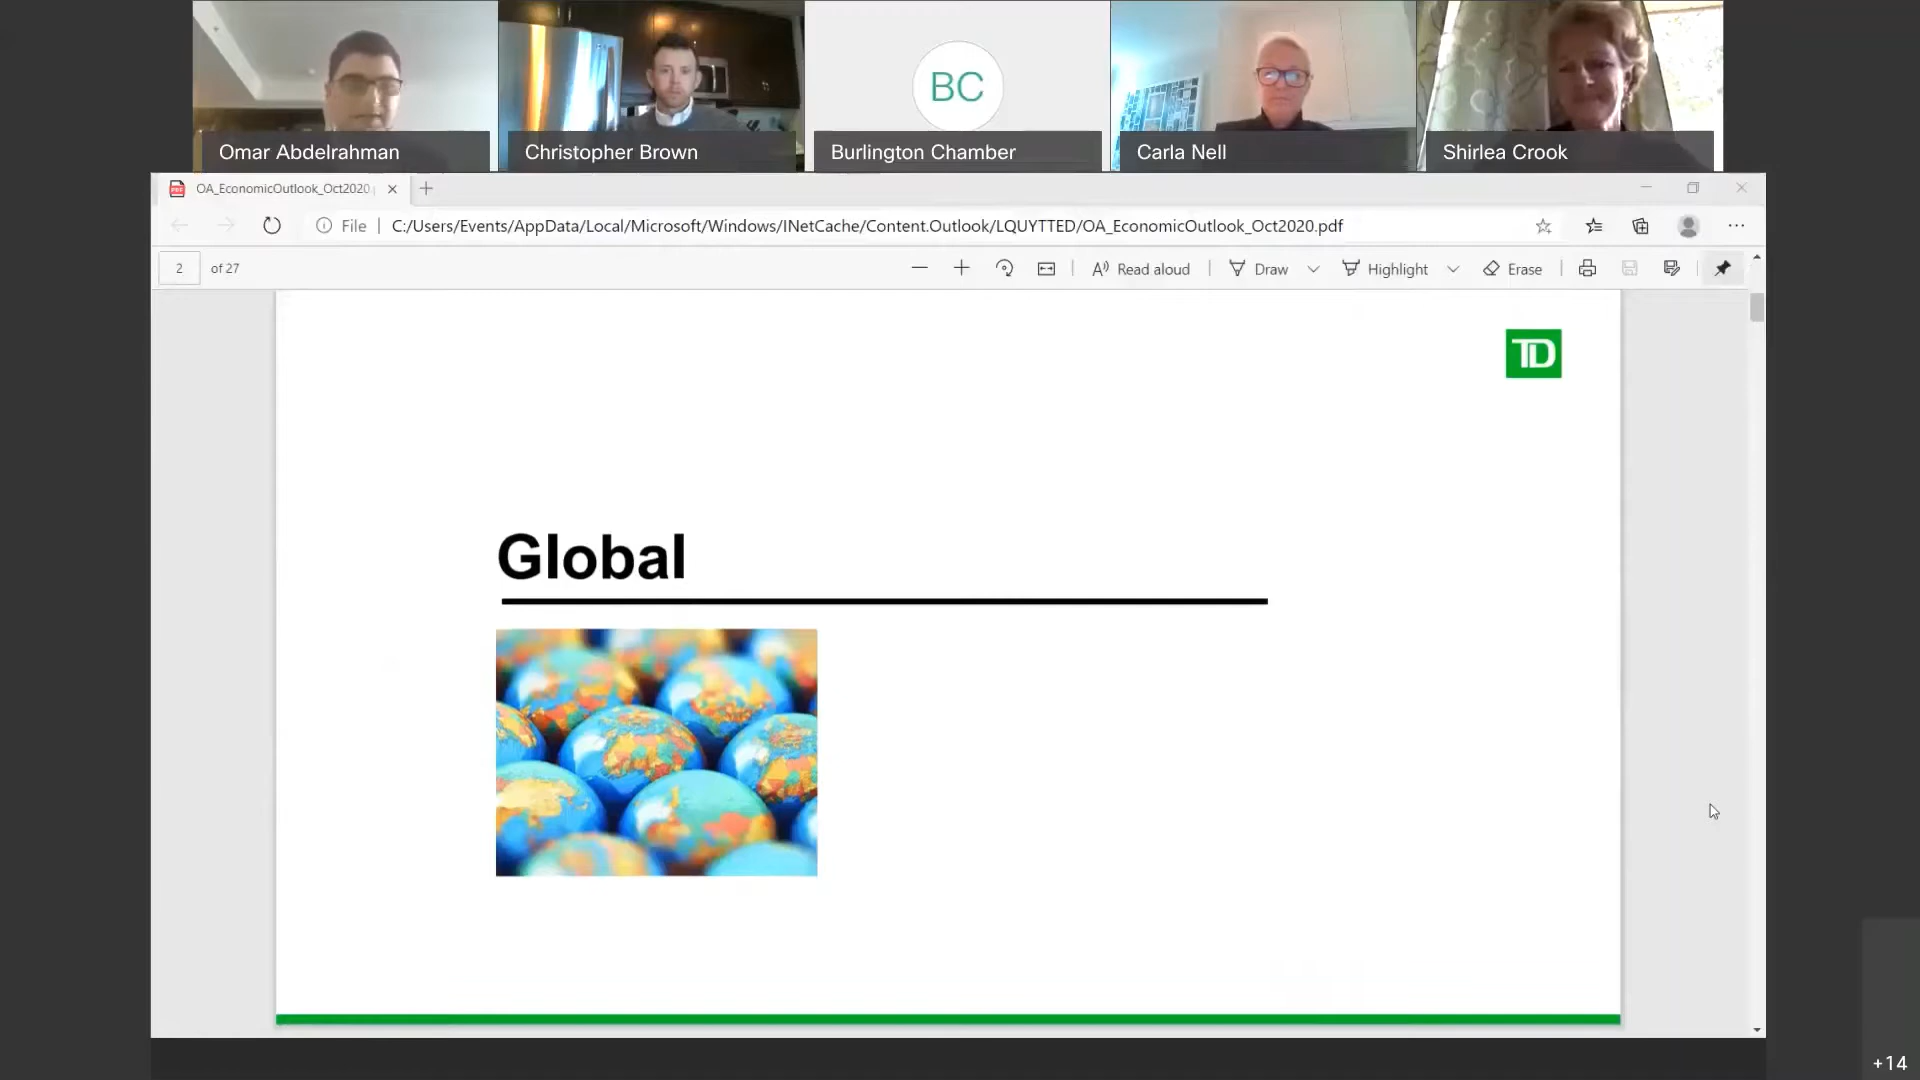 BC
Omar Abdelrahman
Christopher Brown
Burlington Chamber
Carla Nell
Shirlea Crook
OA_EconomicOutlook_Oct2020
File
C:/Users/Events/AppData/Local/Microsoft/Windows/INetCache/Content.Outlook/LQUYTTED/OA_EconomicOutlook_Oct2020.pdf
2 of 27
Read aloud
Draw
Highlight
Erase
TD
Global
+14